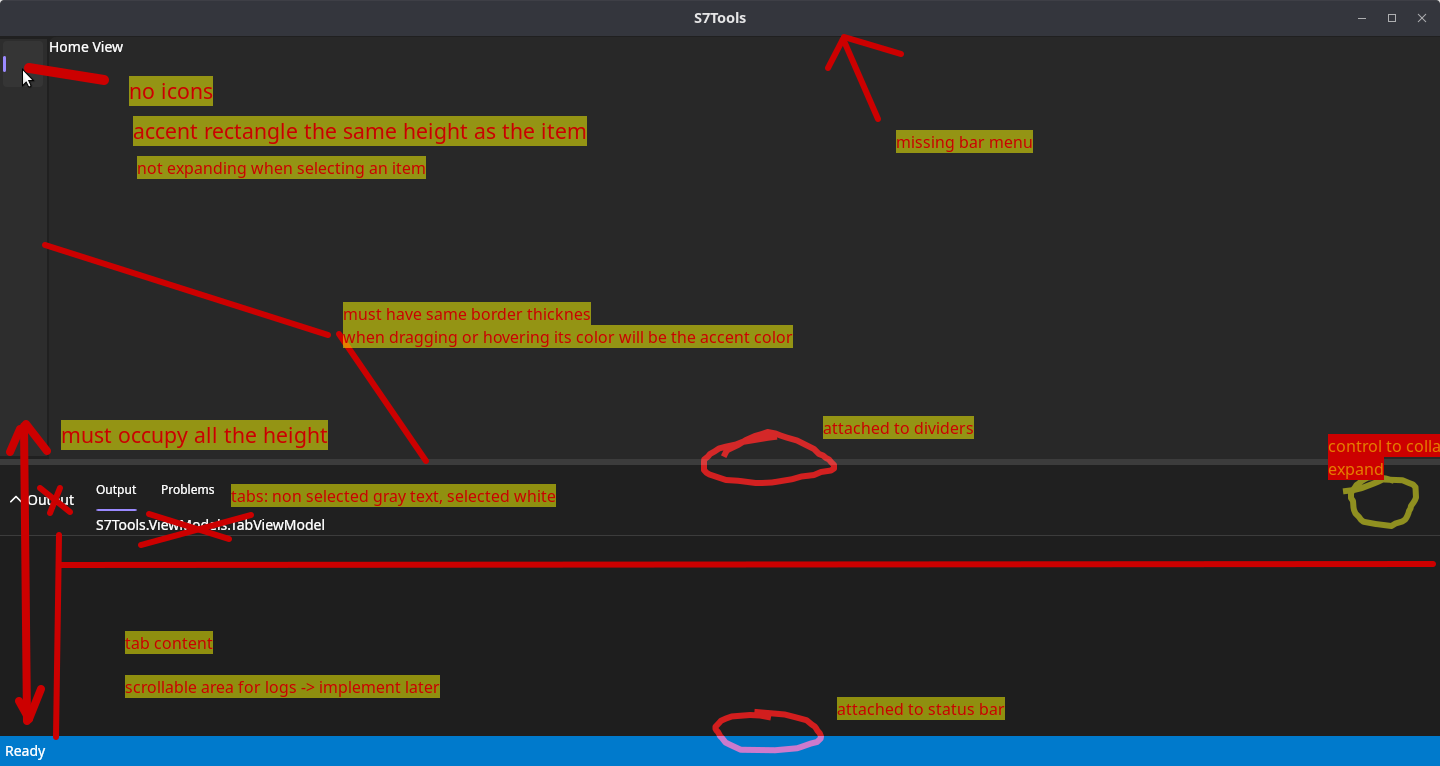 S7Tools
Home View
no icons
accent rectangle the same height as the item
missing bar menu
not expanding when selecting an item
must have same border thicknes
when dragging or hovering its color will be the accent color
must occupy all the height
attached to dividers
control to colla
expand
Output
Output
Problems
tabs: non selected gray text, selected white
S7Tools.ViewModels.TabViewModel
tab content
scrollable area for logs -> implement later
attached to status bar
Ready